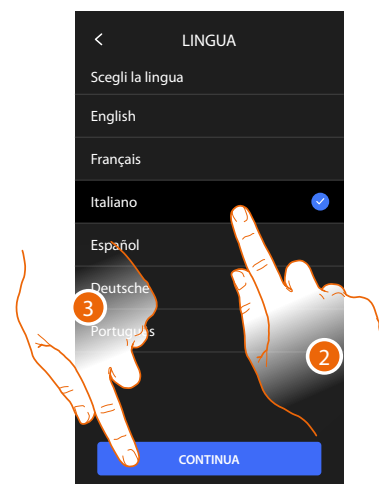 LINGUA
Scegli la lingua
English
Français
Italiano
Español
Deutsche
Português
3
2
CONTINUA